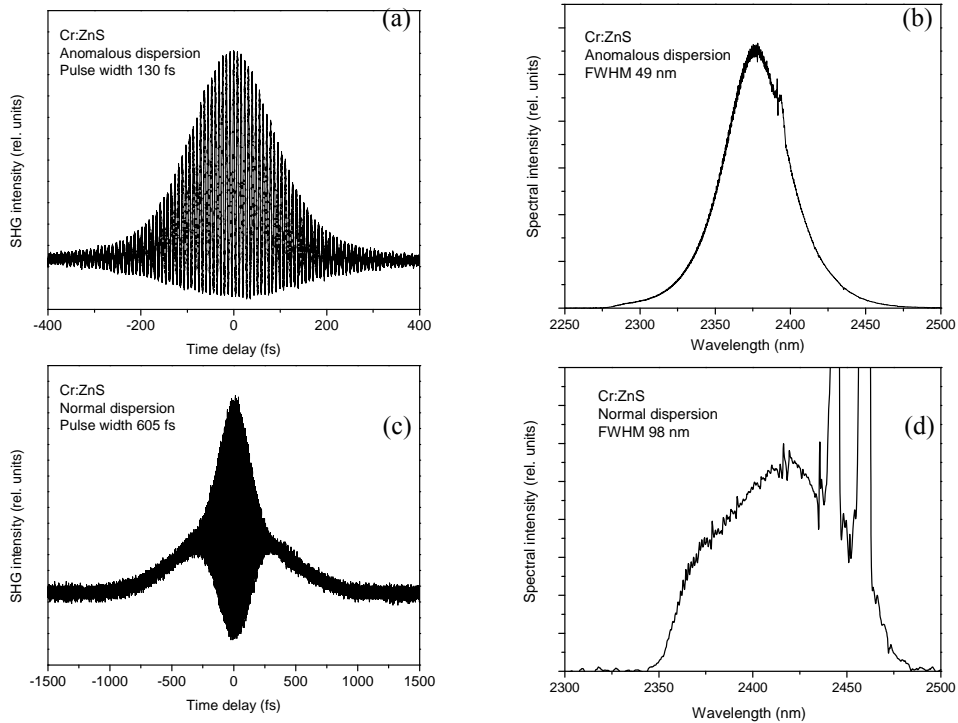 (a)
Cr:ZnS
Anomalous dispersion
Pulse width 130 fs
SHG intensity (rel. units)
-400 -200 0 200 400
Time delay (fs)
(b)
Cr:ZnS
Anomalous dispersion
FWHM 49 nm
Spectral intensity (rel. units)
2250 2300 2350 2400 2450 2500
Wavelength (nm)
(c)
Cr:ZnS
Normal dispersion
Pulse width 605 fs
SHG intensity (rel. units)
-1500 -1000 -500 0 500 1000 1500
Time delay (fs)
(d)
Cr:ZnS
Normal dispersion
FWHM 98 nm
Spectral intensity (rel. units)
2300 2350 2400 2450 2500
Wavelength (nm)